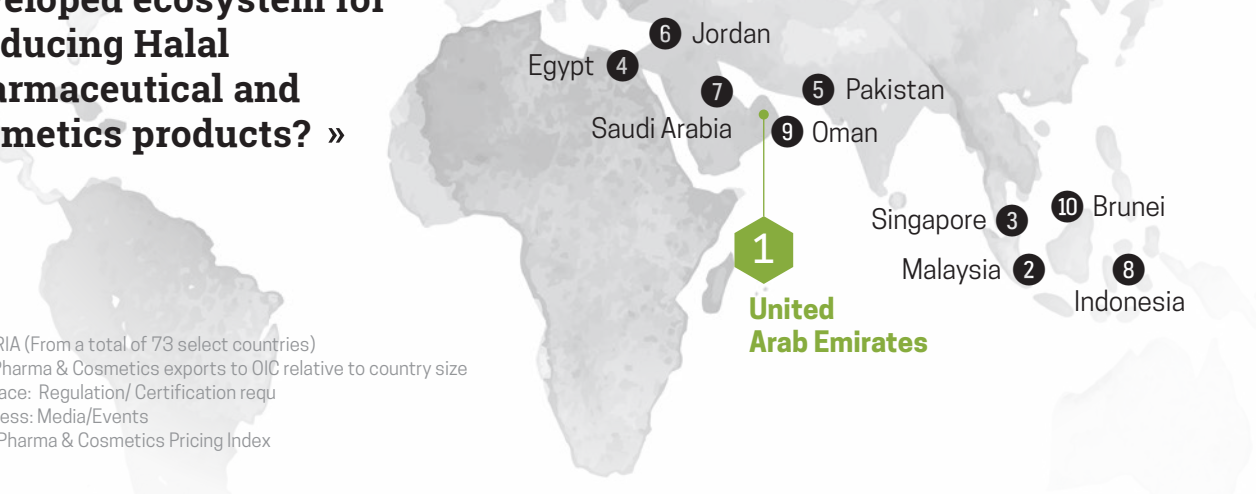 veloped ecosystem for
ducing Halal
armaceutical and
metics products? »
6 Jordan
Egypt 4
7
Saudi Arabia
5 Pakistan
9 Oman
1
United
Arab Emirates
Singapore 3
10 Brunei
Malaysia 2
8
Indonesia
RIA (From a total of 73 select countries)
Pharma & Cosmetics exports to OIC relative to country size
ace: Regulation/ Certification requ
ess: Media/Events
Pharma & Cosmetics Pricing Index